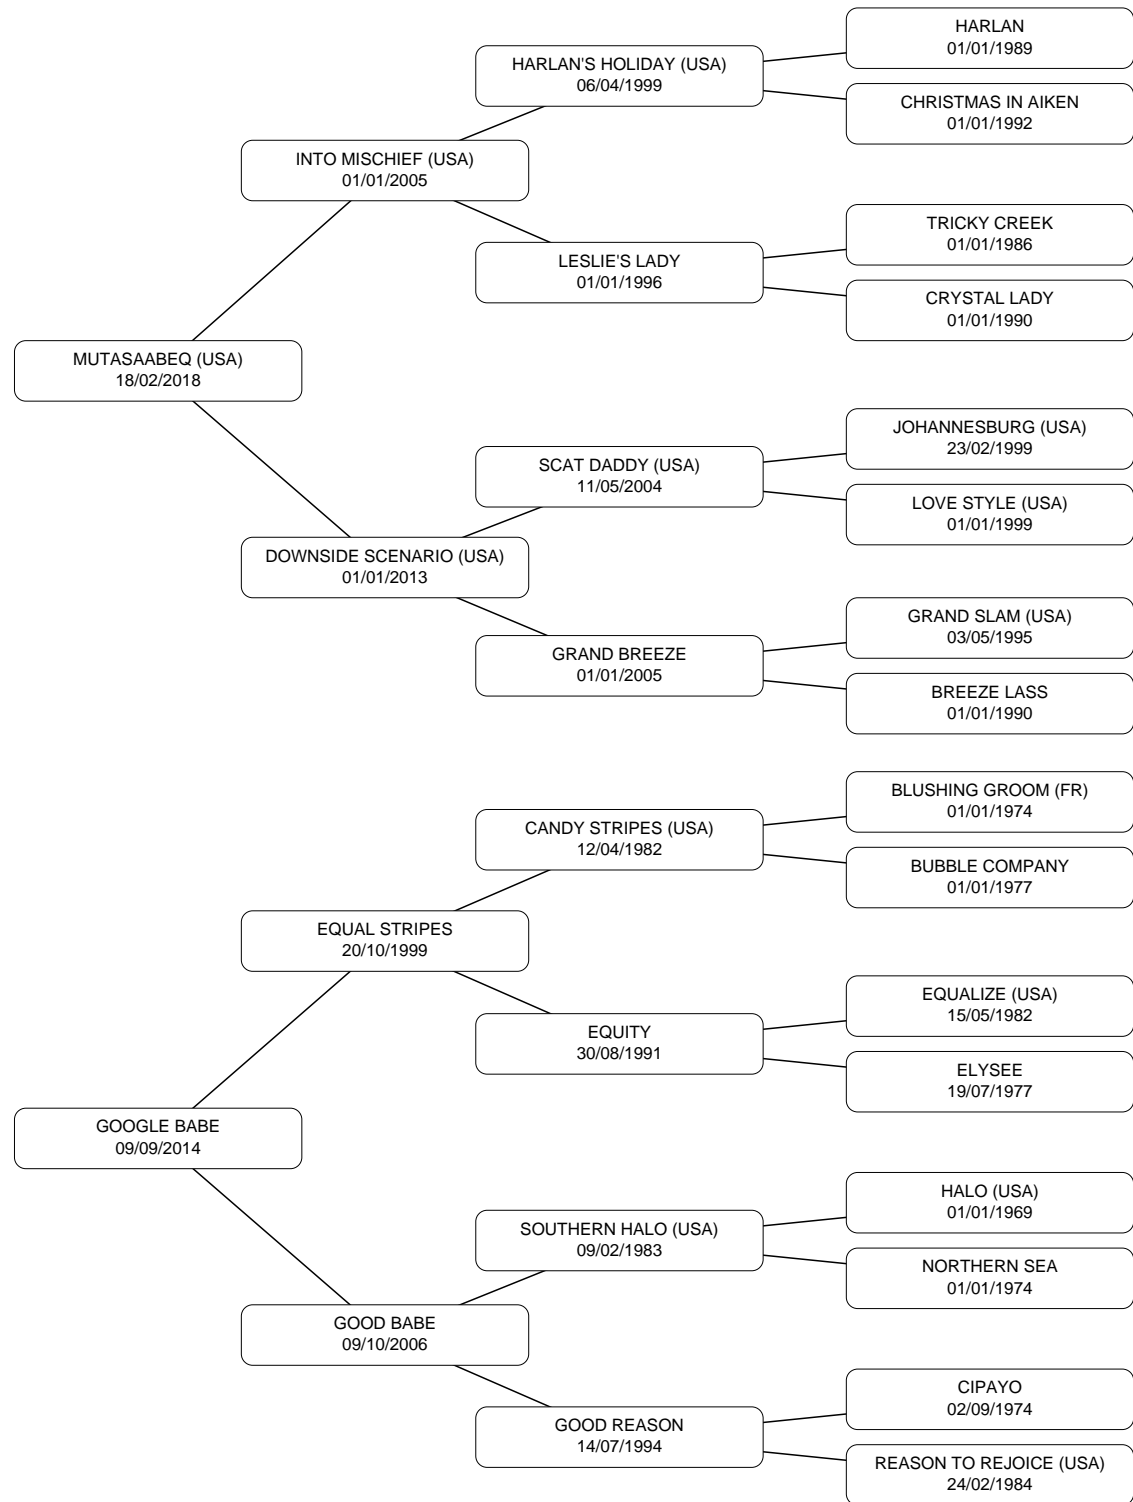 HARLAN
01/01/1989
HARLAN'S HOLIDAY (USA)
06/04/1999
CHRISTMAS IN AIKEN
01/01/1992
INTO MISCHIEF (USA)
01/01/2005
TRICKY CREEK
01/01/1986
LESLIE'S LADY
01/01/1996
CRYSTAL LADY
01/01/1990
MUTASAABEQ (USA)
18/02/2018
JOHANNESBURG (USA)
23/02/1999
SCAT DADDY (USA)
11/05/2004
LOVE STYLE (USA)
01/01/1999
DOWNSIDE SCENARIO (USA)
01/01/2013
GRAND SLAM (USA)
03/05/1995
GRAND BREEZE
01/01/2005
BREEZE LASS
01/01/1990
BLUSHING GROOM (FR)
01/01/1974
CANDY STRIPES (USA)
12/04/1982
BUBBLE COMPANY
01/01/1977
EQUAL STRIPES
20/10/1999
EQUALIZE (USA)
15/05/1982
EQUITY
30/08/1991
ELYSEE
19/07/1977
GOOGLE BABE
09/09/2014
HALO (USA)
01/01/1969
SOUTHERN HALO (USA)
09/02/1983
NORTHERN SEA
01/01/1974
GOOD BABE
09/10/2006
CIPAYO
02/09/1974
GOOD REASON
14/07/1994
REASON TO REJOICE (USA)
24/02/1984